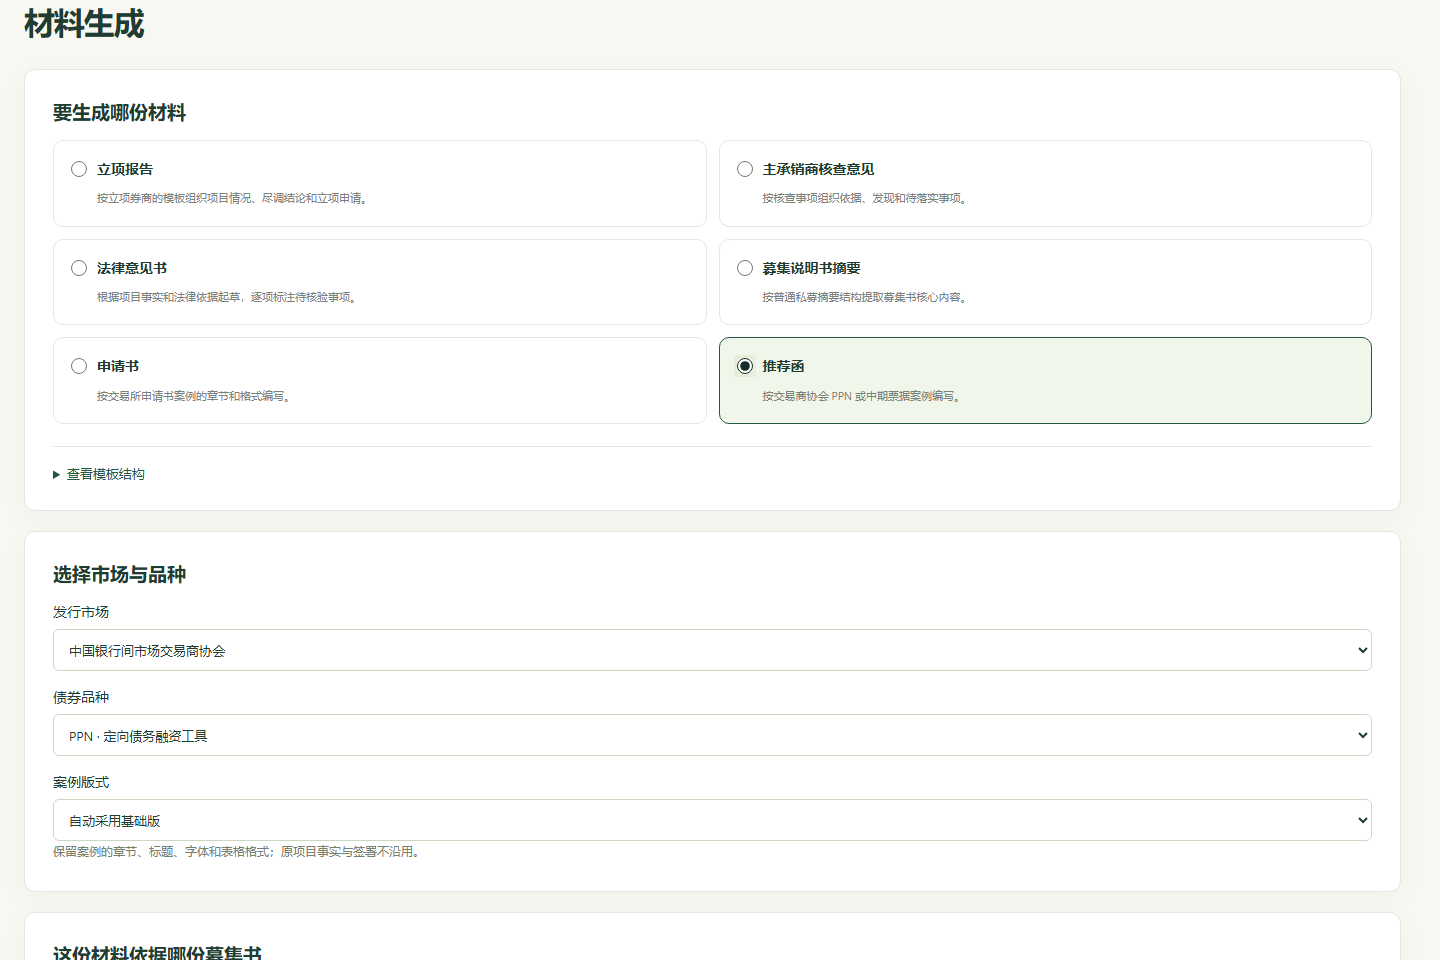 材料生成
要生成哪份材料
立项报告
按立项券商的模板组织项目情况、尽调结论和立项申请。
主承销商核查意见
按核查事项组织依据、发现和待落实事项。
法律意见书
根据项目事实和法律依据起草，逐项标注待核验事项。
募集说明书摘要
按普通私募摘要结构提取募集书核心内容。
申请书
按交易所申请书案例的章节和格式编写。
推荐函
按交易商协会 PPN 或中期票据案例编写。
查看模板结构
选择市场与品种
发行市场
中国银行间市场交易商协会
债券品种
PPN · 定向债务融资工具
案例版式
自动采用基础版
保留案例的章节、标题、字体和表格格式；原项目事实与签署不沿用。
这份材料依据哪份募集书